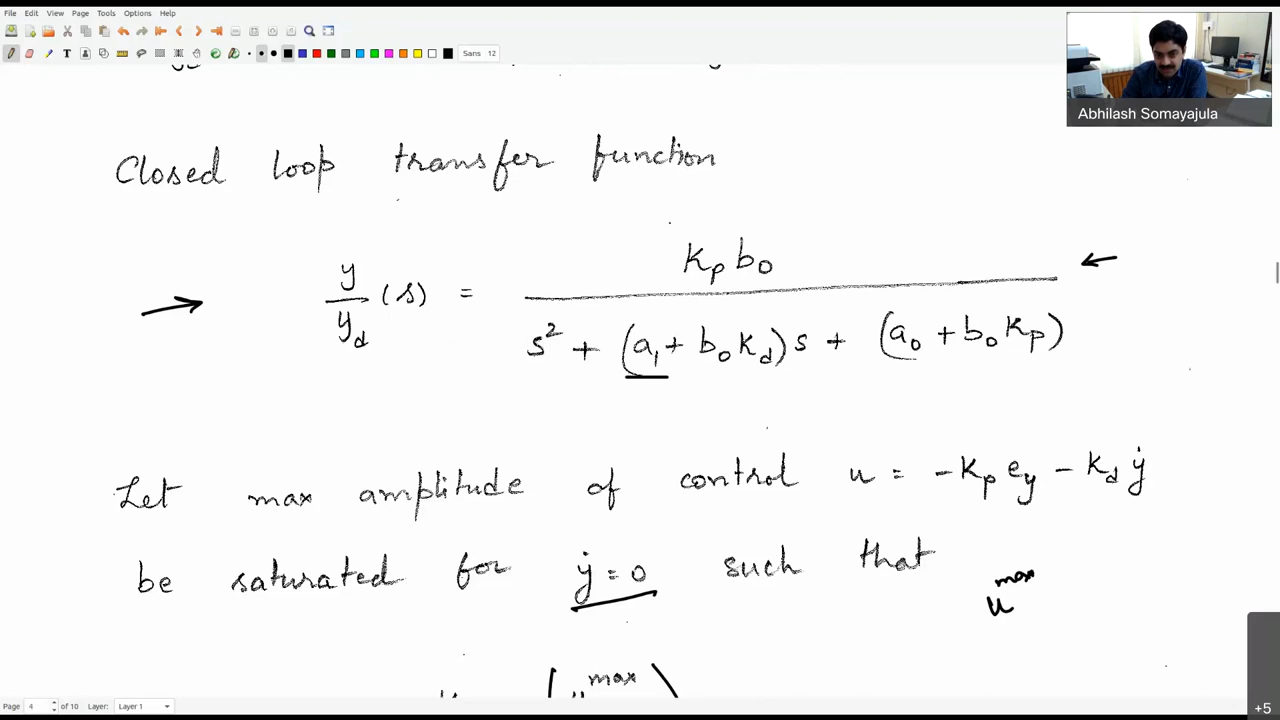 File Edit View Page Tools Options Help
Sans 12
Abhilash Somayajula
Closed loop transfer function
y/y_d (s) = K_p b_0 / (s^2 + (a_1 + b_0 K_d) s + (a_0 + b_0 K_p))
Let max amplitude of control u = -K_p e_y - K_d ẏ
be saturated for ẏ = 0 such that
u^max
u^max
Page 4 of 10 Layer: Layer 1
+5